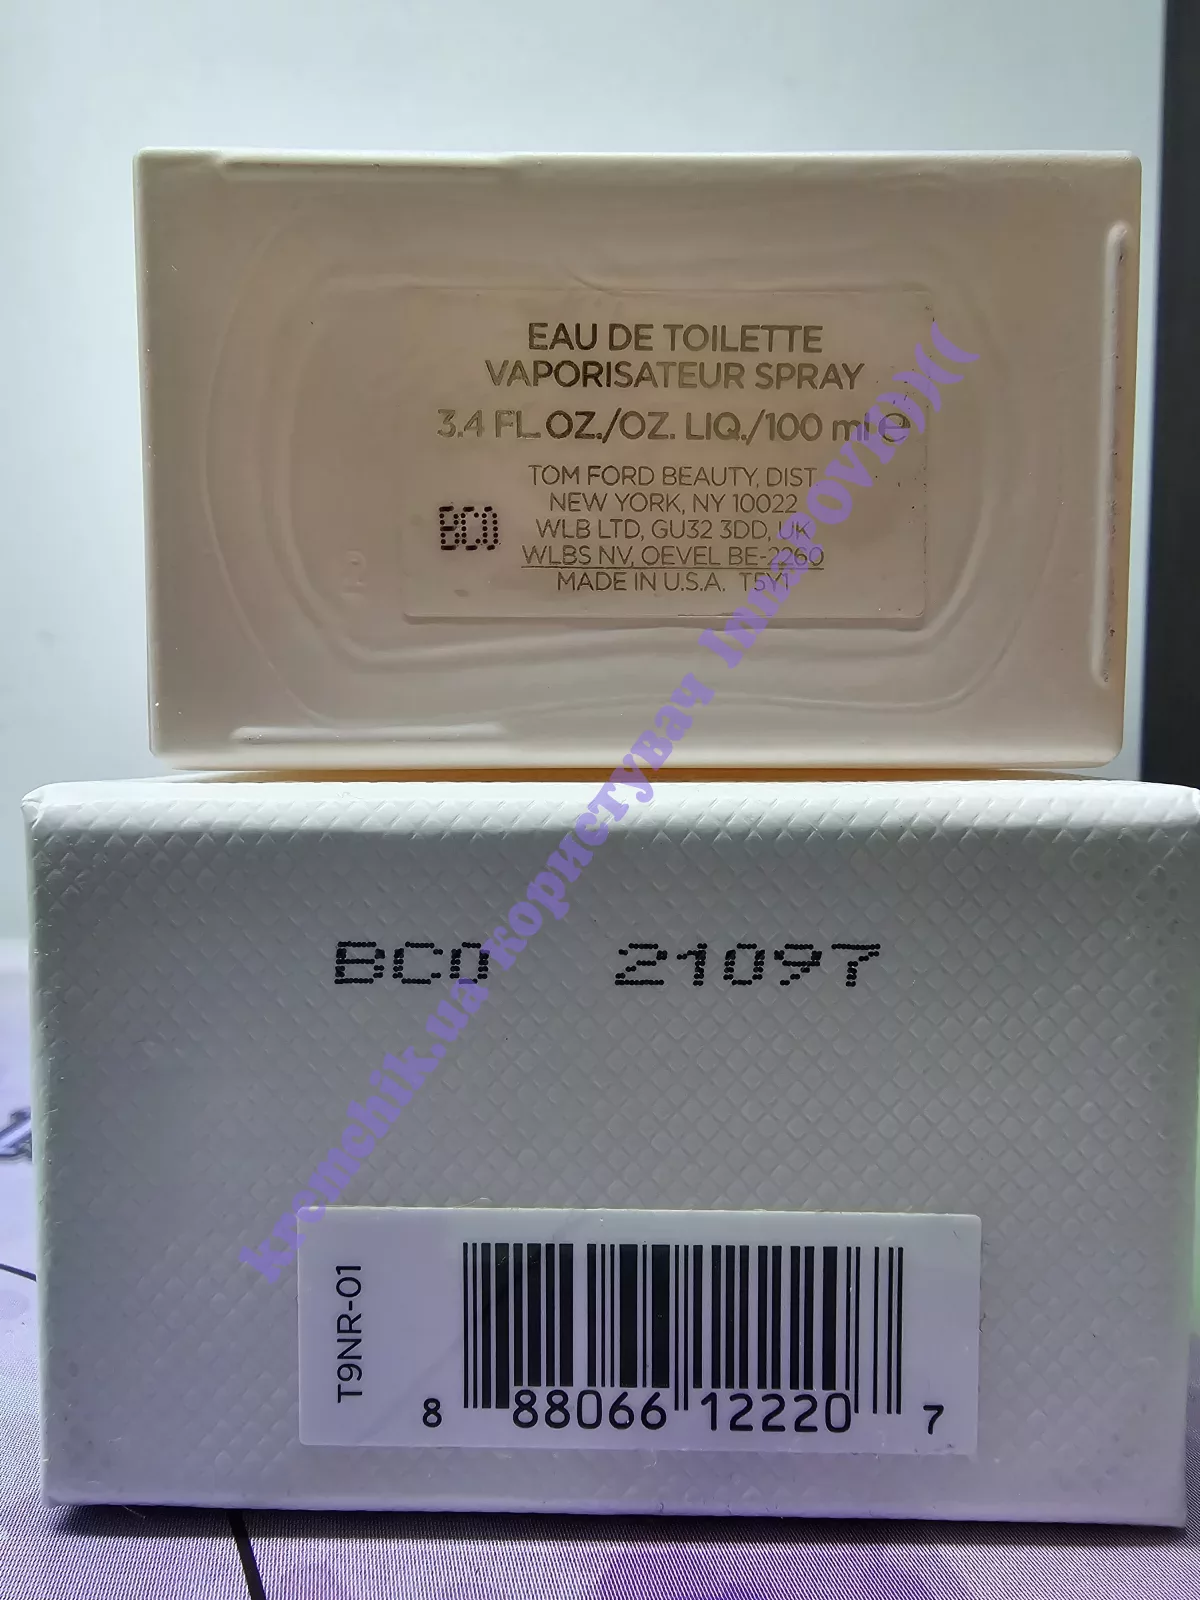 EAU DE TOILETTE
VAPORISATEUR SPRAY
3.4 FL.OZ./OZ. LIQ./100 ml e
TOM FORD BEAUTY, DIST.
NEW YORK, NY 10022
BC0 WLB LTD, GU32 3DD, UK
WLBS NV, OEVEL BE-2260
MADE IN U.S.A. T5Y1
BC0 21097
T9NR-01
8 88066 12220 7
kremchik.ua користувач